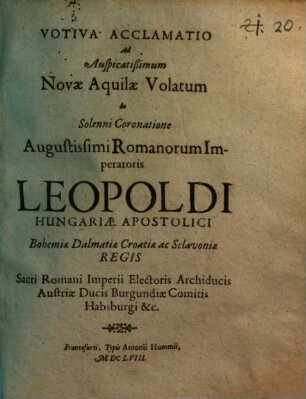 Zt. 20.
VOTIVA ACCLAMATIO
Ad
Auspicatißimum
Novæ Aquilæ Volatum
In
Solenni Coronatione
Augustissimi Romanorum Im-
peratoris
LEOPOLDI
HUNGARIÆ APOSTOLICI
Bohemiæ Dalmatiæ Croatiæ ac Sclavoniæ
REGIS
Sacri Romani Imperii Electoris Archiducis
Austriæ Ducis Burgundiæ Comitis
Habsburgi &c.
Francofurti, Typis Antonii Hummii,
M DC LVIII.